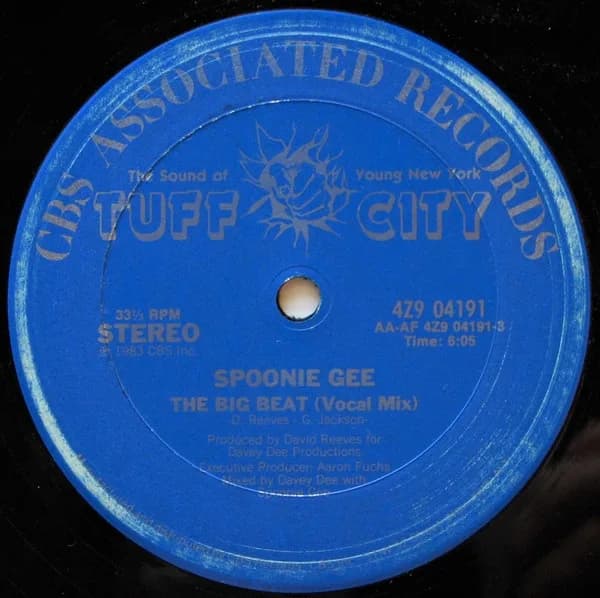 CBS ASSOCIATED RECORDS
The Sound of Young New York
TUFF CITY
33⅓ RPM
STEREO
℗ 1983 CBS Inc.
4Z9 04191
AA-AF 4Z9 04191-3
Time: 6:05
SPOONIE GEE
THE BIG BEAT (Vocal Mix)
D. Reeves - G. Jackson-
Produced by David Reeves for
Davey Dee Productions
Executive Producer: Aaron Fuchs
Mixed by Davey Dee with
Spoonie Gee